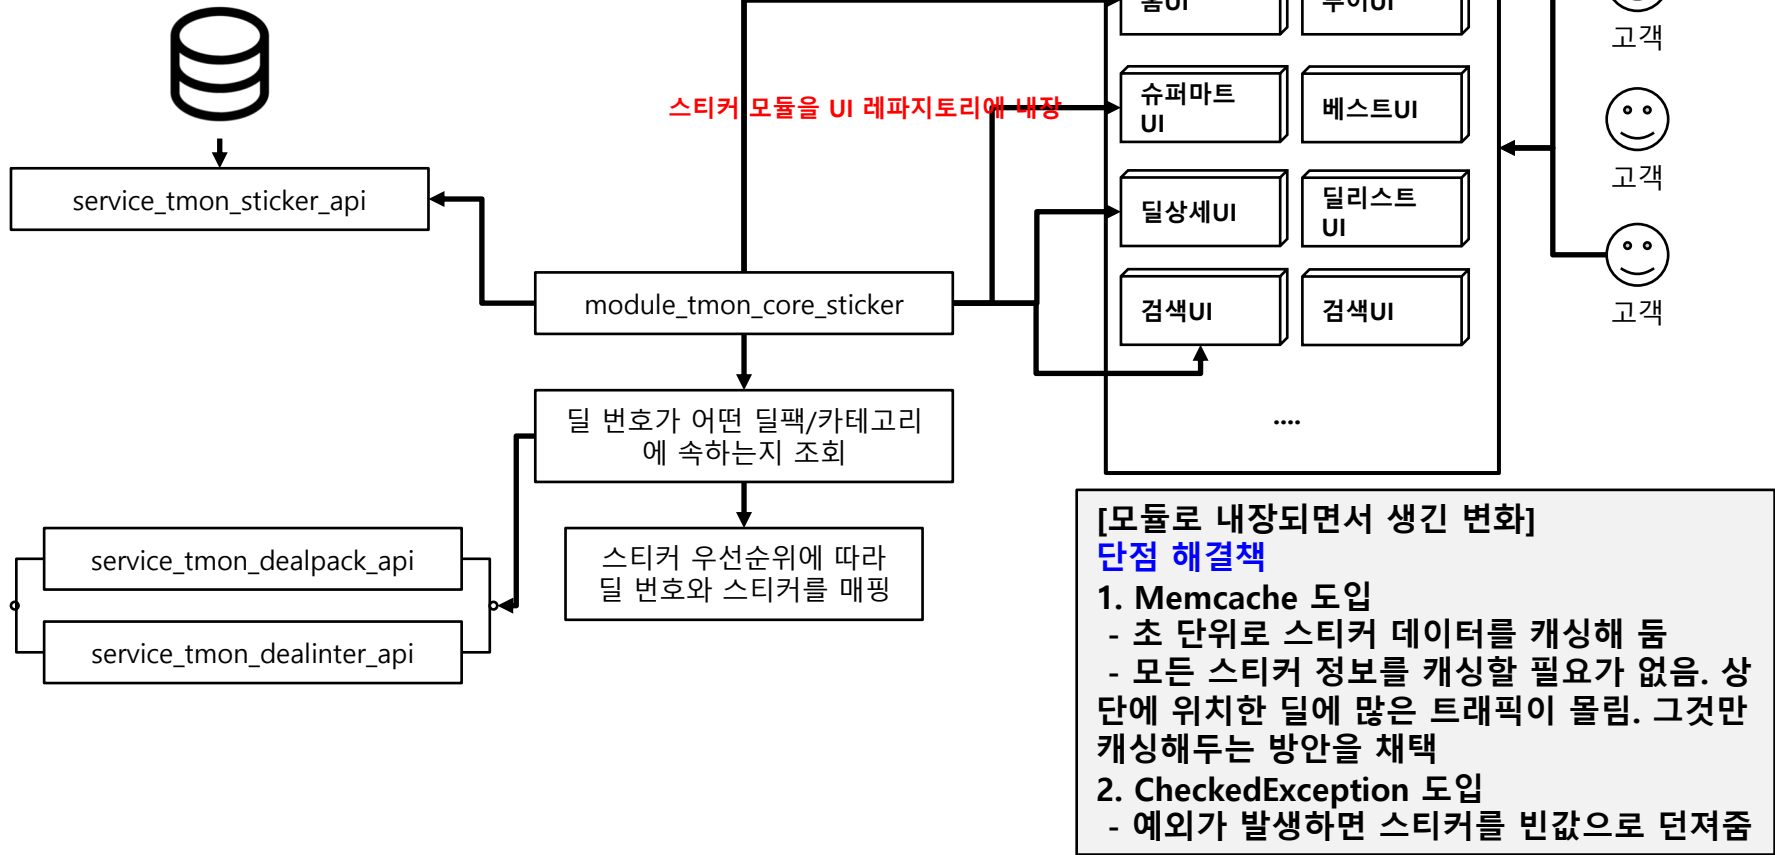 홈UI
투어UI
고객
슈퍼마트
UI
베스트UI
스티커 모듈을 UI 레파지토리에 내장
고객
service_tmon_sticker_api
딜상세UI
딜리스트
UI
module_tmon_core_sticker
검색UI
검색UI
고객
딜 번호가 어떤 딜팩/카테고리
에 속하는지 조회
....
service_tmon_dealpack_api
스티커 우선순위에 따라
딜 번호와 스티커를 매핑
service_tmon_dealinter_api
[모듈로 내장되면서 생긴 변화]
단점 해결책
1. Memcache 도입
- 초 단위로 스티커 데이터를 캐싱해 둠
- 모든 스티커 정보를 캐싱할 필요가 없음. 상
단에 위치한 딜에 많은 트래픽이 몰림. 그것만
캐싱해두는 방안을 채택
2. CheckedException 도입
- 예외가 발생하면 스티커를 빈값으로 던져줌